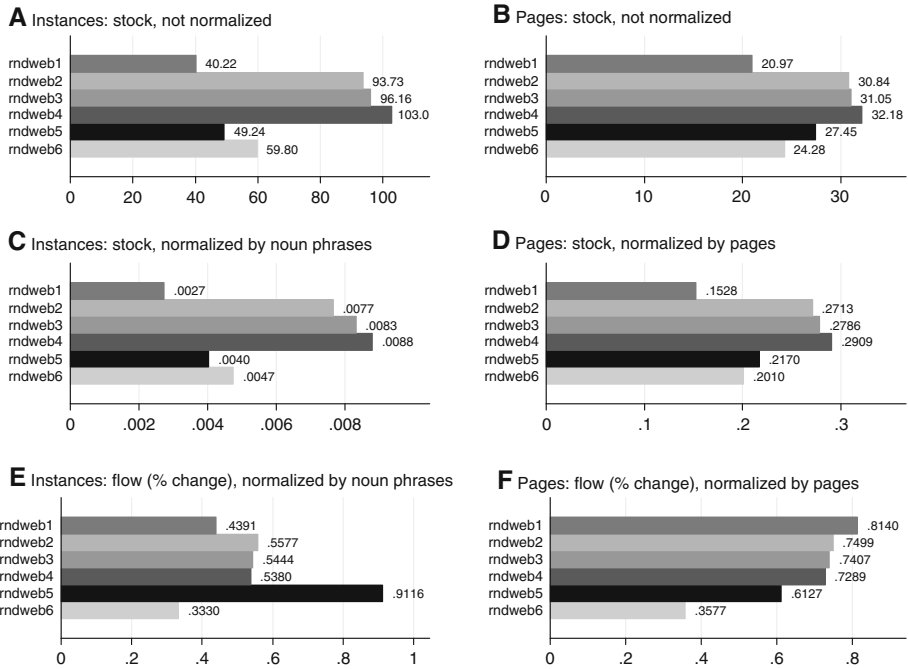 A Instances: stock, not normalized
rndweb1 40.22
rndweb2 93.73
rndweb3 96.16
rndweb4 103.0
rndweb5 49.24
rndweb6 59.80
0 20 40 60 80 100
B Pages: stock, not normalized
rndweb1 20.97
rndweb2 30.84
rndweb3 31.05
rndweb4 32.18
rndweb5 27.45
rndweb6 24.28
0 10 20 30
C Instances: stock, normalized by noun phrases
rndweb1 .0027
rndweb2 .0077
rndweb3 .0083
rndweb4 .0088
rndweb5 .0040
rndweb6 .0047
0 .002 .004 .006 .008
D Pages: stock, normalized by pages
rndweb1 .1528
rndweb2 .2713
rndweb3 .2786
rndweb4 .2909
rndweb5 .2170
rndweb6 .2010
0 .1 .2 .3
E Instances: flow (% change), normalized by noun phrases
rndweb1 .4391
rndweb2 .5577
rndweb3 .5444
rndweb4 .5380
rndweb5 .9116
rndweb6 .3330
0 .2 .4 .6 .8 1
F Pages: flow (% change), normalized by pages
rndweb1 .8140
rndweb2 .7499
rndweb3 .7407
rndweb4 .7289
rndweb5 .6127
rndweb6 .3577
0 .2 .4 .6 .8